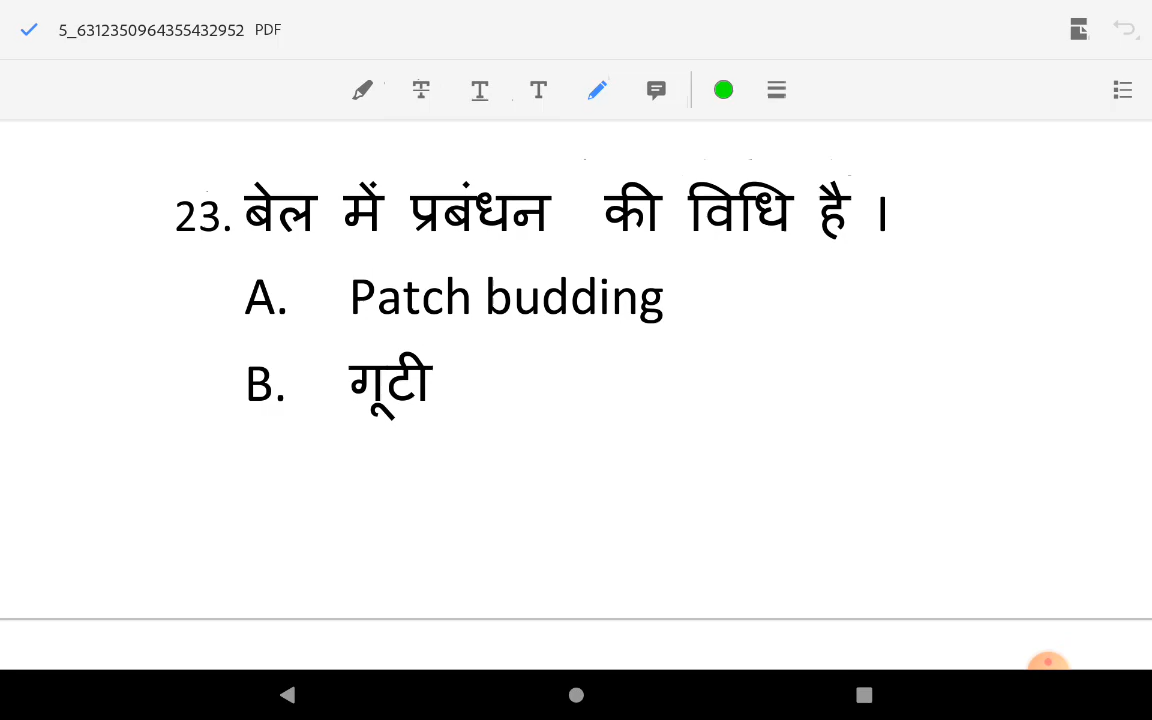 5_6312350964355432952 PDF
23. बेल में प्रबंधन की विधि है ।
A. Patch budding
B. गूटी